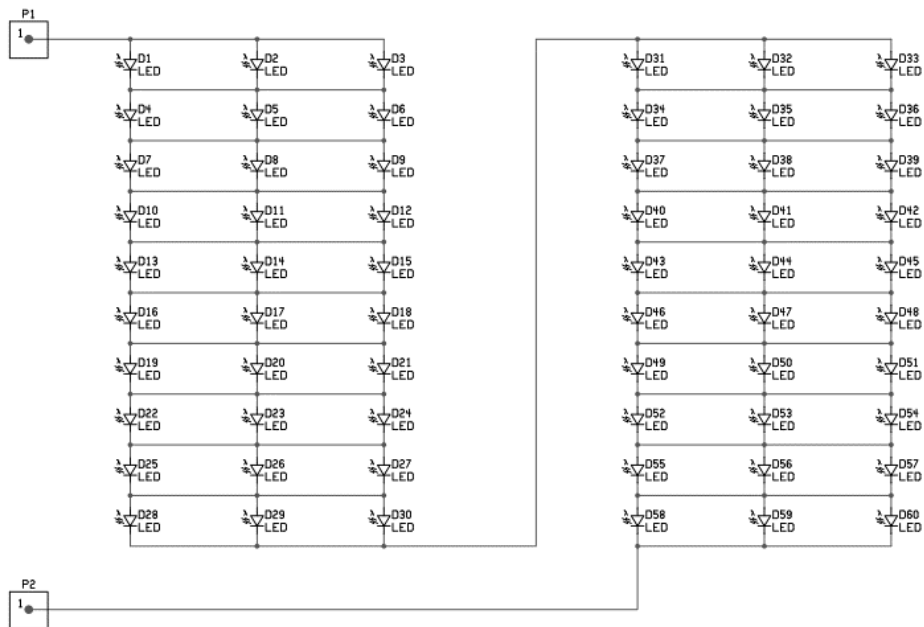 P1
1
D1 D2 D3 D31 D32 D33
LED LED LED LED LED LED
D4 D5 D6 D34 D35 D36
LED LED LED LED LED LED
D7 D8 D9 D37 D38 D39
LED LED LED LED LED LED
D10 D11 D12 D40 D41 D42
LED LED LED LED LED LED
D13 D14 D15 D43 D44 D45
LED LED LED LED LED LED
D16 D17 D18 D46 D47 D48
LED LED LED LED LED LED
D19 D20 D21 D49 D50 D51
LED LED LED LED LED LED
D22 D23 D24 D52 D53 D54
LED LED LED LED LED LED
D25 D26 D27 D55 D56 D57
LED LED LED LED LED LED
D28 D29 D30 D58 D59 D60
LED LED LED LED LED LED
P2
1